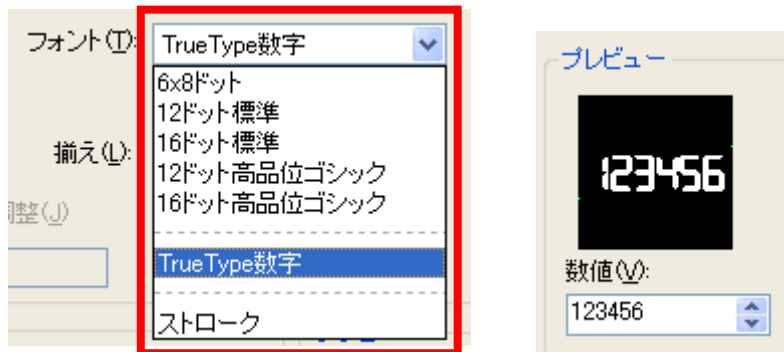 フォント(T):
TrueType数字
6x8ドット
12ドット標準
16ドット標準
12ドット高品位ゴシック
16ドット高品位ゴシック
TrueType数字
ストローク
揃え(L):
調整(J)
プレビュー
123456
数値(V):
123456